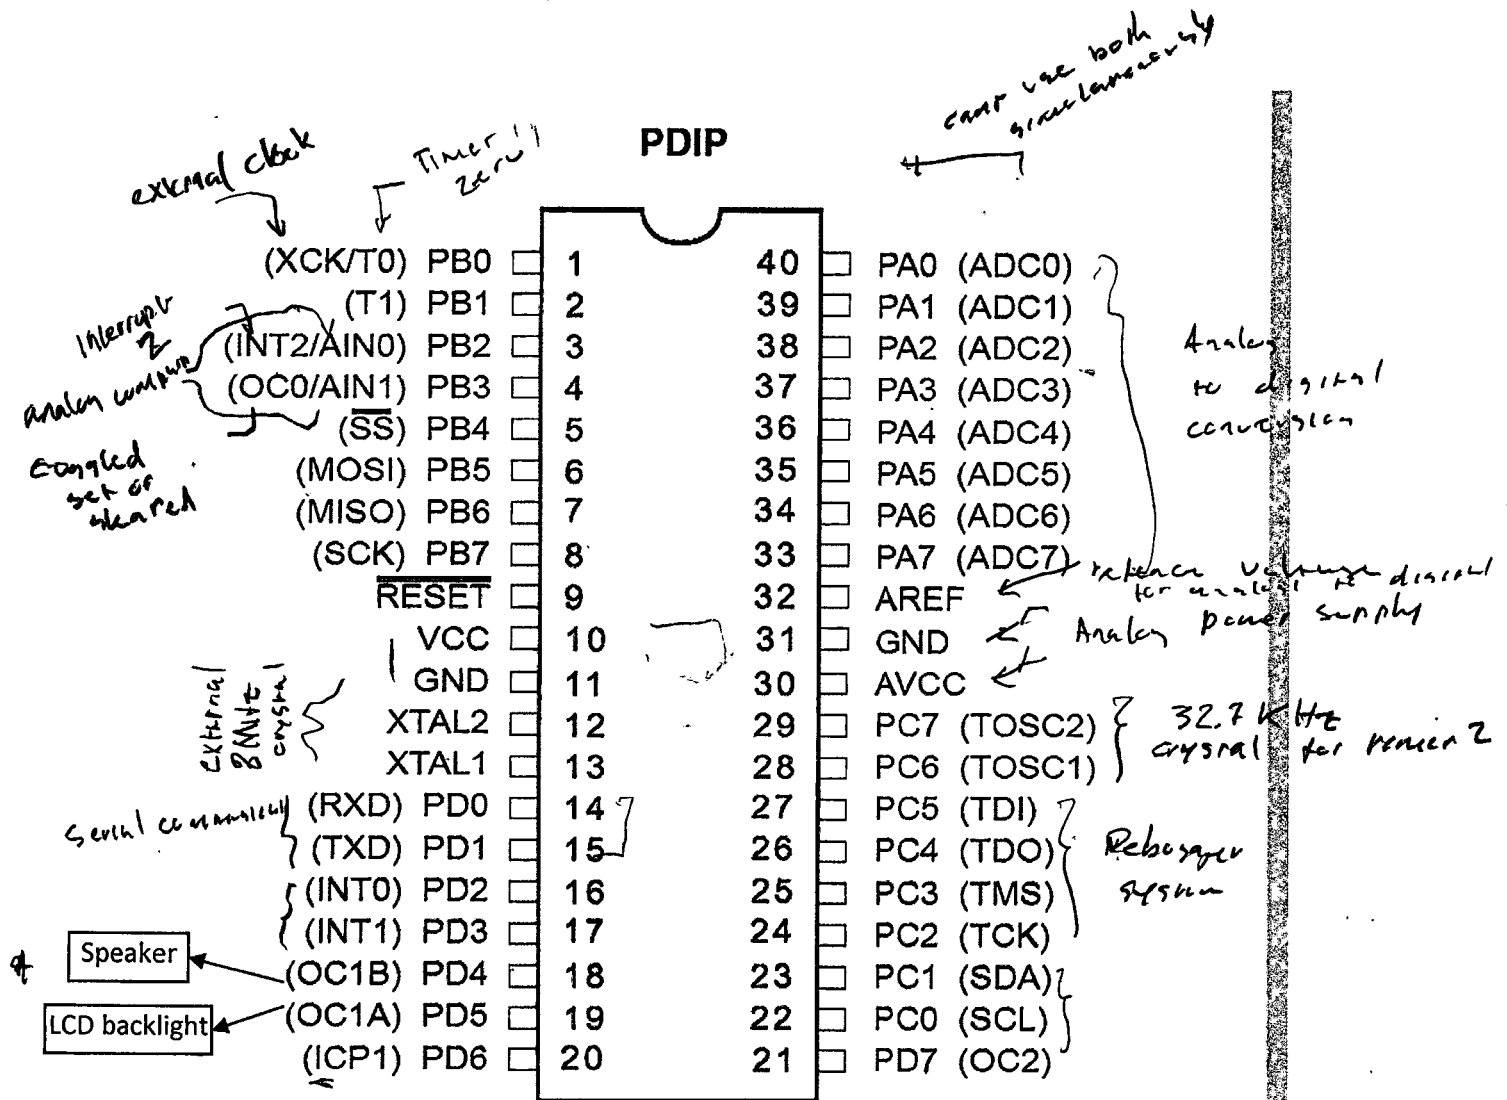 cant use both
simultaneously
PDIP
external clock
Timer
zero
(XCK/T0) PB0 1 40 PA0 (ADC0)
(T1) PB1 2 39 PA1 (ADC1)
Interrupt
2
(INT2/AIN0) PB2 3 38 PA2 (ADC2)
analog
(OC0/AIN1) PB3 4 37 PA3 (ADC3)
Analog
to digital
conversion
(SS) PB4 5 36 PA4 (ADC4)
toggled
set or
cleared
(MOSI) PB5 6 35 PA5 (ADC5)
(MISO) PB6 7 34 PA6 (ADC6)
(SCK) PB7 8 33 PA7 (ADC7)
RESET 9 32 AREF
refrence voltage
for analog to digital
VCC 10 31 GND
Analog power supply
GND 11 30 AVCC
external
8 MHz
crystal
XTAL2 12 29 PC7 (TOSC2)
XTAL1 13 28 PC6 (TOSC1)
32.7 KHz
crystal for timer 2
(RXD) PD0 14 27 PC5 (TDI)
Serial
(TXD) PD1 15 26 PC4 (TDO)
Debugger
system
(INT0) PD2 16 25 PC3 (TMS)
(INT1) PD3 17 24 PC2 (TCK)
Speaker
(OC1B) PD4 18 23 PC1 (SDA)
LCD backlight
(OC1A) PD5 19 22 PC0 (SCL)
(ICP1) PD6 20 21 PD7 (OC2)